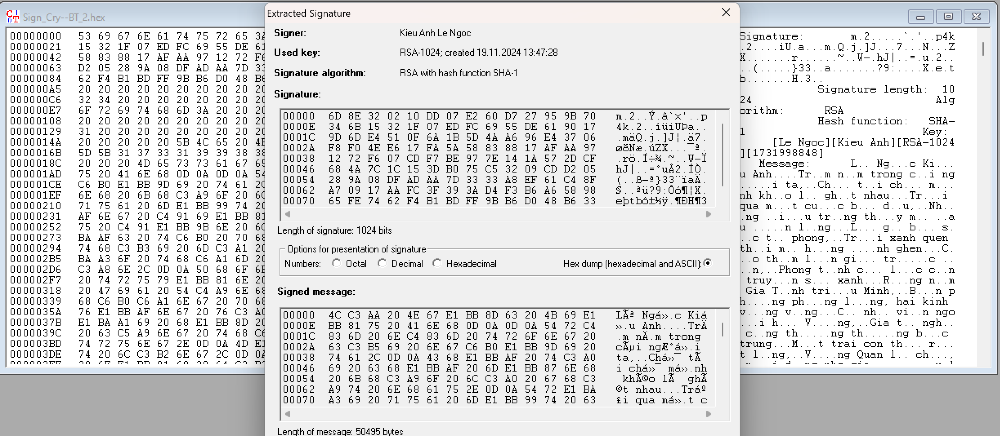 Sign_Cry--BT_2.hex
00000000 53 69 67 6E 61 74 75 72 65 3A
00000021 15 32 1F 07 ED FC 69 55 DE 61
00000042 58 83 88 17 AF AA 97 12 72 F6
00000063 D2 05 28 9A 08 DF AD AA 7D 33
00000084 62 F4 B1 BD FF 9B B6 D0 48 B6
000000A5 20 20 20 20 20 20 20 20 20 20
000000C6 32 34 20 20 20 20 20 20 20 20
000000E7 6F 72 69 74 68 6D 3A 20 20 20
00000108 20 20 20 20 20 20 20 20 20 20
00000129 31 20 20 20 20 20 20 20 20 20
0000014A 20 20 20 20 20 5B 4C 65 20 4E
0000016B 5D 5B 31 37 33 31 39 39 38 38
0000018C 20 20 20 4D 65 73 73 61 67 65
000001AD 75 20 41 6E 68 0D 0A 0D 0A 54
000001CE C6 B0 E1 BB 9D 69 20 74 61 2C
000001EF 6E 68 20 6B 68 C3 A9 6F 20 6C
00000210 71 75 61 20 6D E1 BB 99 74 20
00000231 AF 6E 67 20 C4 91 69 E1 BB 81
00000252 75 20 C4 91 E1 BB 9B 6E 20 6C
00000273 BA AF 63 20 74 C6 B0 20 70 68
00000294 74 68 C3 B3 69 20 6D C3 A1 20
000002B5 BA A3 6F 20 74 68 C6 A1 6D 20
000002D6 C3 A8 6E 2C 0D 0A 50 68 6F 6E
000002F7 20 74 72 75 79 E1 BB 81 6E 20
00000318 20 47 69 61 20 54 C4 A9 6E 68
00000339 68 C6 B0 C6 A1 6E 67 20 70 68
0000035A 76 E1 BB AF 6E 67 20 76 C3 A0
0000037B E1 BA A1 69 20 68 E1 BB 8D 20
0000039C 20 63 C5 A9 6E 67 20 74 68 C6
000003BD 74 72 75 6E 67 2E 0D 0A 4D E1
000003DE 74 20 6C C3 B2 6E 67 2C 0D 0A
Extracted Signature
Signer: Kieu Anh Le Ngoc
Used key: RSA-1024; created 19.11.2024 13:47:28
Signature algorithm: RSA with hash function SHA-1
Signature:
00000 6D 8E 32 02 10 DD 07 E2 60 D7 27 95 9B 70 m.2..Ý.â`×'..p
0000E 34 6B 15 32 1F 07 ED FC 69 55 DE 61 90 17 4k.2..íüiUÞa..
0001C 9D 6D E4 51 0F 6A 1B 5D 4A A6 96 E4 37 06 .mäQ.j.]J¦.ä7.
0002A F8 F0 4E E6 17 FA 5A 58 83 88 17 AF AA 97 øðNæ.úZX...¯ª.
00038 12 72 F6 07 CD F7 BE 97 7E 14 1A 57 2D CF .rö.Í÷¾.~..W-Ï
00046 68 4A 7C 1C 15 3D B0 75 C5 32 09 CD D2 05 hJ|..=°uÅ2.ÍÒ.
00054 28 9A 08 DF AD AA 7D 33 33 A8 EF 61 C4 8F (..ß-ª}33¨ïaÄ.
00062 A7 09 17 AA FC 3F 39 3A D4 F3 B6 A6 58 98 §..ªü?9:Ôó¶¦X.
00070 65 FE 74 62 F4 B1 BD FF 9B B6 D0 48 B6 33 eþtbô±½ÿ.¶ÐH¶3
Length of signature: 1024 bits
Options for presentation of signature
Numbers: Octal Decimal Hexadecimal Hex dump (hexadecimal and ASCII):
Signed message:
00000 4C C3 AA 20 4E 67 E1 BB 8D 63 20 4B 69 E1 LÃª Ngá».c Kiá
0000E BB 81 75 20 41 6E 68 0D 0A 0D 0A 54 72 C4 ».u Anh....TrÄ
0001C 83 6D 20 6E C4 83 6D 20 74 72 6F 6E 67 20 .m nÄ.m trong
0002A 63 C3 B5 69 20 6E 67 C6 B0 E1 BB 9D 69 20 cÃµi ngÆ°á».i
00038 74 61 2C 0D 0A 43 68 E1 BB AF 20 74 C3 A0 ta,..Chá»¯ tÃ
00046 69 20 63 68 E1 BB AF 20 6D E1 BB 87 6E 68 i chá»¯ má».nh
00054 20 6B 68 C3 A9 6F 20 6C C3 A0 20 67 68 C3 khÃ©o lÃ  ghÃ
00062 A9 74 20 6E 68 61 75 2E 0D 0A 54 72 E1 BA ©t nhau...Tráº
00070 A3 69 20 71 75 61 20 6D E1 BB 99 74 20 63 £i qua má».t c
Length of message: 50495 bytes
Signature: m.2.....`.'..p4k
.2....iU.a...m.Q.j.]J...7...N...Z
X.......r......~..W-.hJ|..=.u.2..
..(.....}33..a.......?9:....X.e.t
b.......H.3..
Signature length: 10
24 Alg
orithm: RSA
Hash function: SHA-
1 Key:
[Le Ngoc][Kieu Anh][RSA-1024
][1731998848]
Message: L.. Ng...c Ki...
u Anh....Tr..m n..m trong c..i ng
.....i ta,..Ch... t..i ch... m...
nh kh..o l.. gh..t nhau...Tr...i
qua m...t cu...c b... d..u,..Nh..
.ng ..i...u tr..ng th...y m.. ..a
u .....n l..ng...L... g.. b... s.
..c t.. phong,..Tr...i xanh quen
th..i m.. h...ng ....nh ghen...C.
..o th..m l...n gi... tr.....c ..
..n,..Phong t..nh c... l...c c..n
truy...n s... xanh...R...ng n..m
Gia T..nh tri...u Minh,..B...n p
h....ng ph...ng l...ng, hai kinh
v...ng v..ng...C.. nh.. vi..n ngo
...i h... V....ng,..Gia t.. ngh..
c..ng th.....ng th.....ng b...c
trung...M...t trai con th... r...
t l..ng,..V....ng Quan l.. ch...,